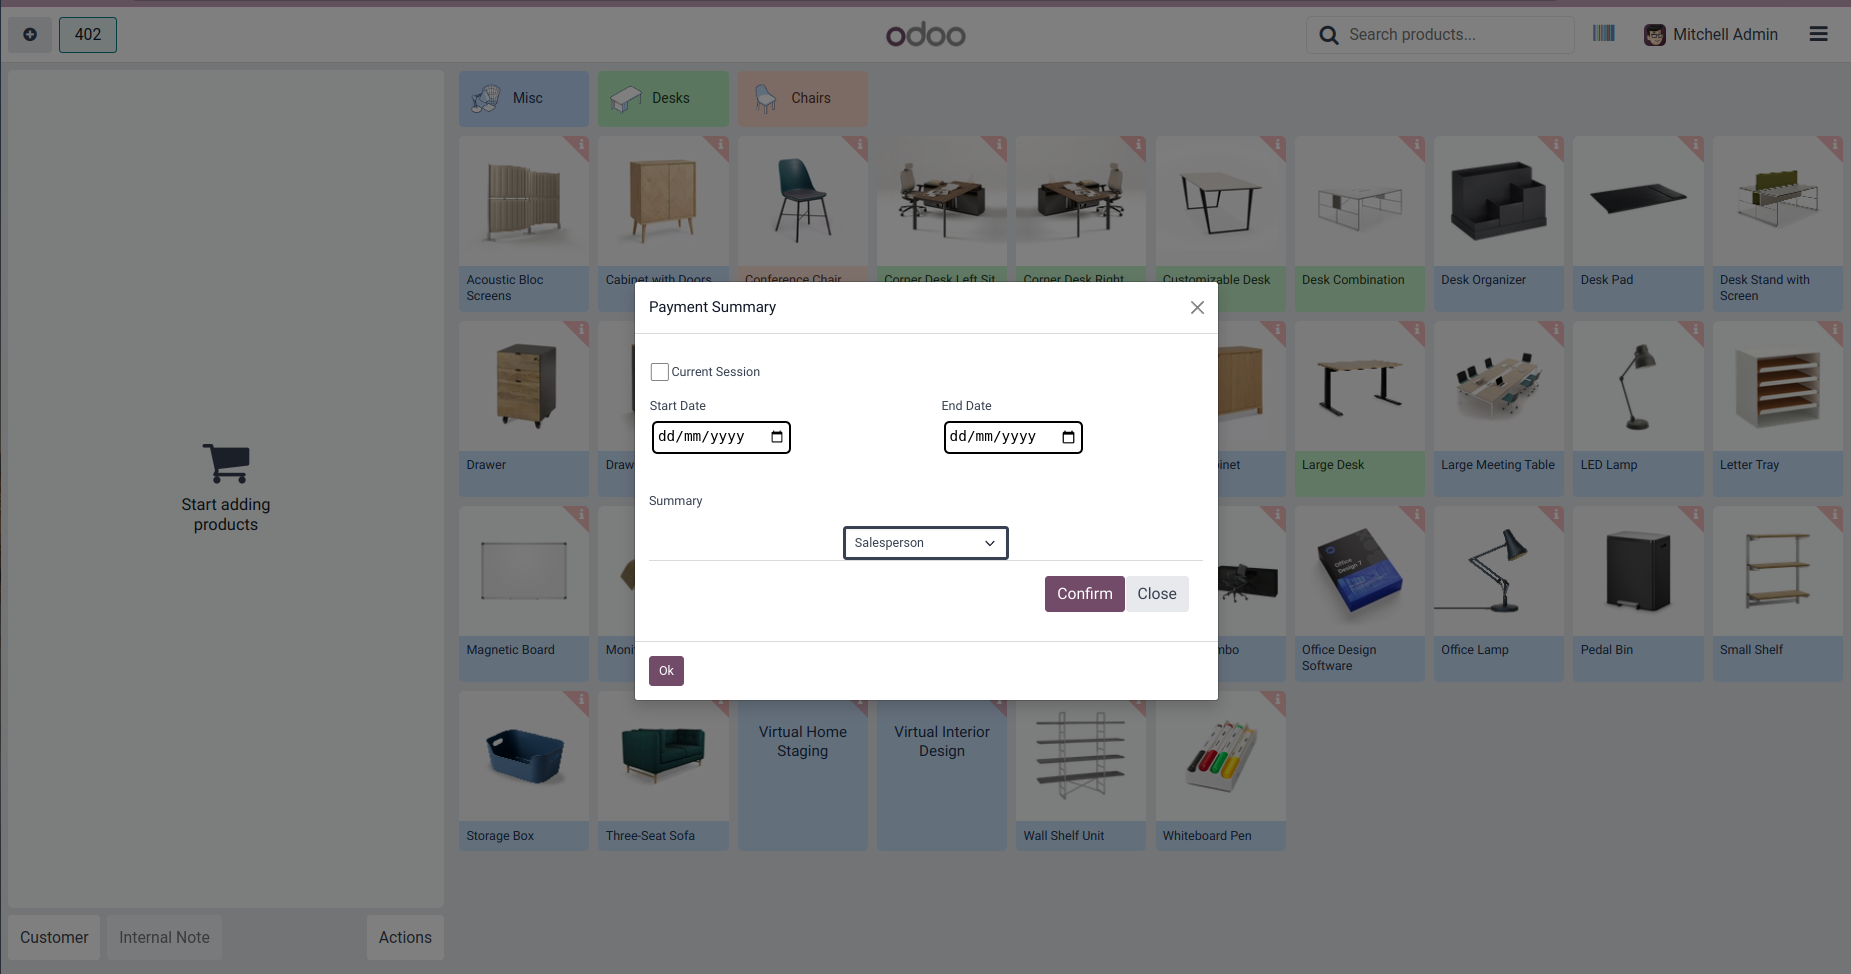 402
odoo
Search products...
Mitchell Admin
Misc
Desks
Chairs
Acoustic Bloc
Screens
Cabinet with Doors
Conference Chair
Corner Desk Left Sit
Corner Desk Right
Customizable Desk
Desk Combination
Desk Organizer
Desk Pad
Desk Stand with
Screen
Payment Summary
Current Session
Start Date
End Date
dd/mm/yyyy
dd/mm/yyyy
Summary
Salesperson
Confirm
Close
Ok
Drawer
Large Desk
Large Meeting Table
LED Lamp
Letter Tray
Start adding
products
Magnetic Board
Office Design 7
Office Design
Software
Office Lamp
Pedal Bin
Small Shelf
Virtual Home
Staging
Virtual Interior
Design
Storage Box
Three-Seat Sofa
Wall Shelf Unit
Whiteboard Pen
Customer
Internal Note
Actions